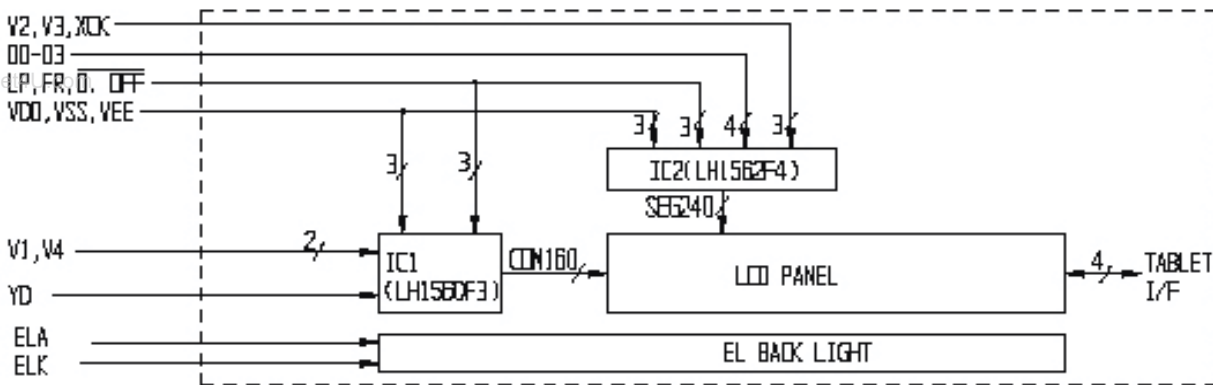 V2,V3,XCK
D0-D3
LP,FR,D. OFF
VDD,VSS,VEE
3 3 4 3
IC2(LH1562F4)
3 3
SEG240
V1,V4
2
IC1
(LH1560F3)
COM160
LCD PANEL
4
TABLET
I/F
YD
ELA
ELK
EL BACK LIGHT